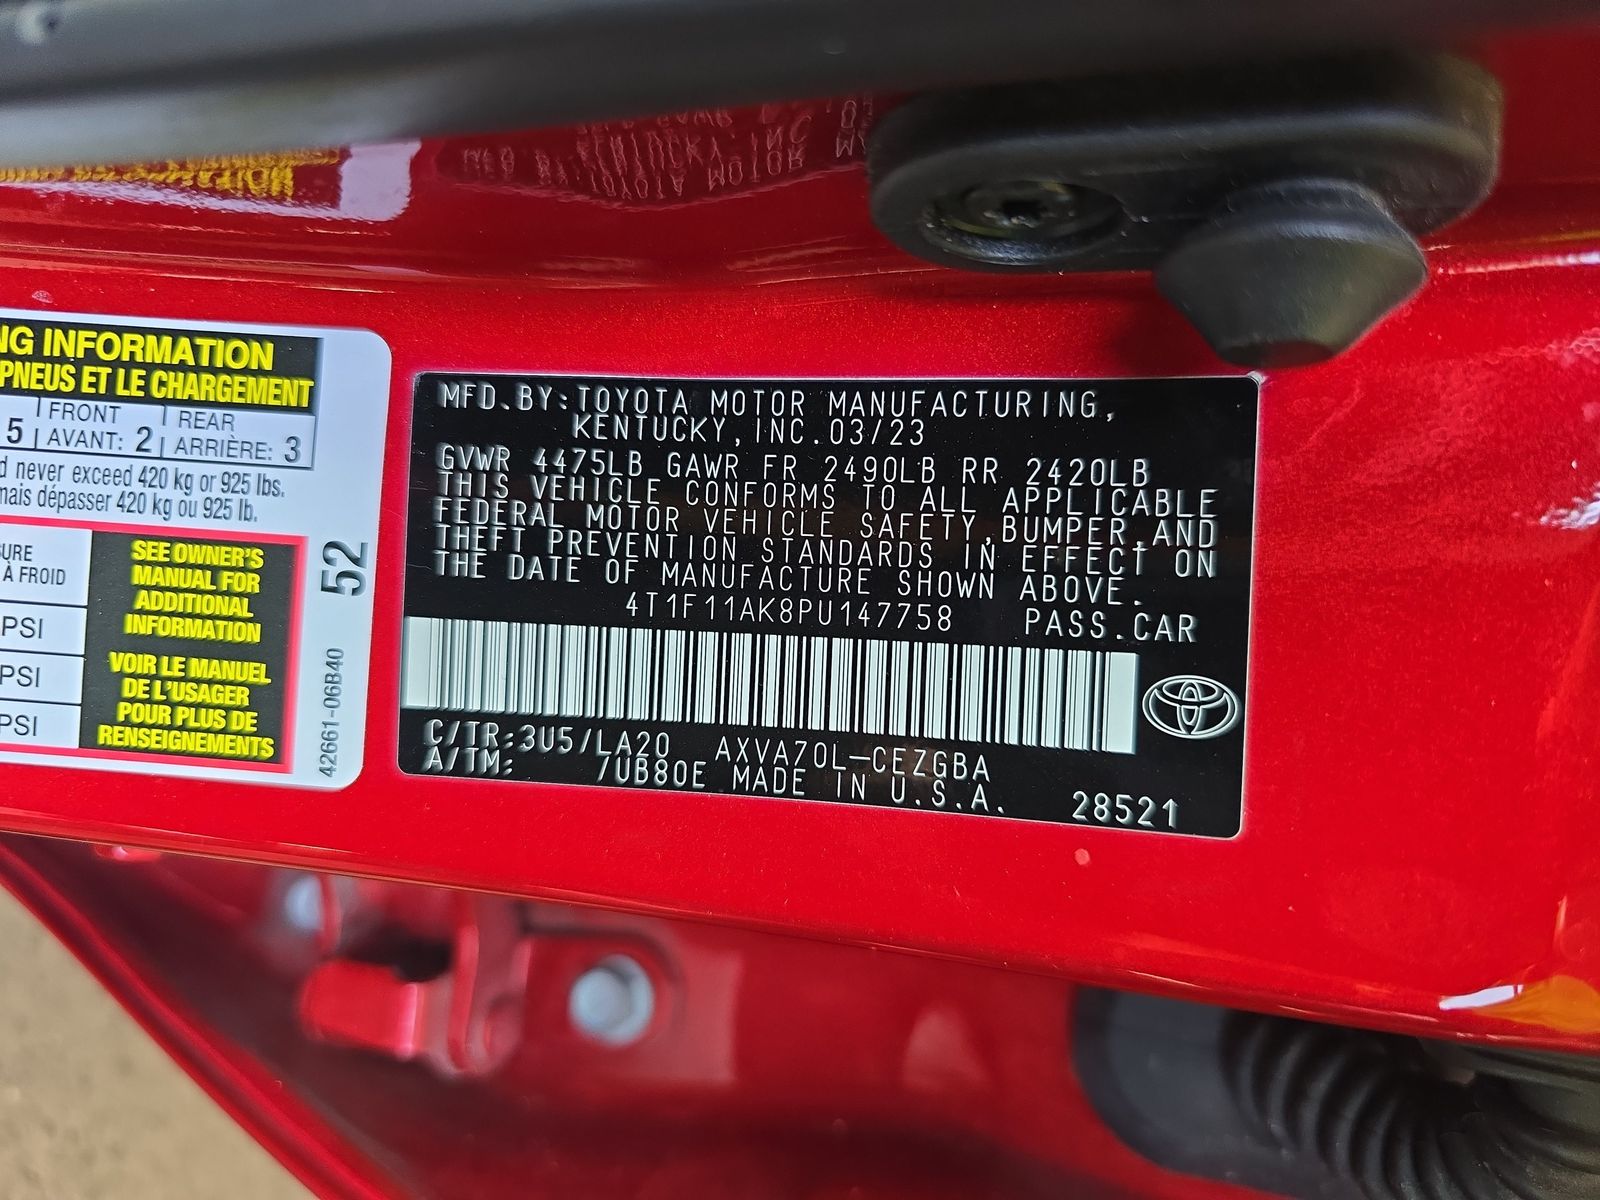 NG INFORMATION
PNEUS ET LE CHARGEMENT
5 | FRONT AVANT: 2 | REAR ARRIÈRE: 3
d never exceed 420 kg or 925 lbs.
mais dépasser 420 kg ou 925 lb.
URE
À FROID
PSI
PSI
PSI
SEE OWNER'S
MANUAL FOR
ADDITIONAL
INFORMATION
VOIR LE MANUEL
DE L'USAGER
POUR PLUS DE
RENSEIGNEMENTS
52
42661-06B40
MFD.BY:TOYOTA MOTOR MANUFACTURING,
KENTUCKY,INC.03/23
GVWR 4475LB GAWR FR 2490LB RR 2420LB
THIS VEHICLE CONFORMS TO ALL APPLICABLE
FEDERAL MOTOR VEHICLE SAFETY,BUMPER,AND
THEFT PREVENTION STANDARDS IN EFFECT ON
THE DATE OF MANUFACTURE SHOWN ABOVE.
4T1F11AK8PU147758 PASS.CAR
C/TR:3U5/LA20 AXVA70L-CEZGBA
A/TM: /UB80E MADE IN U.S.A.
28521